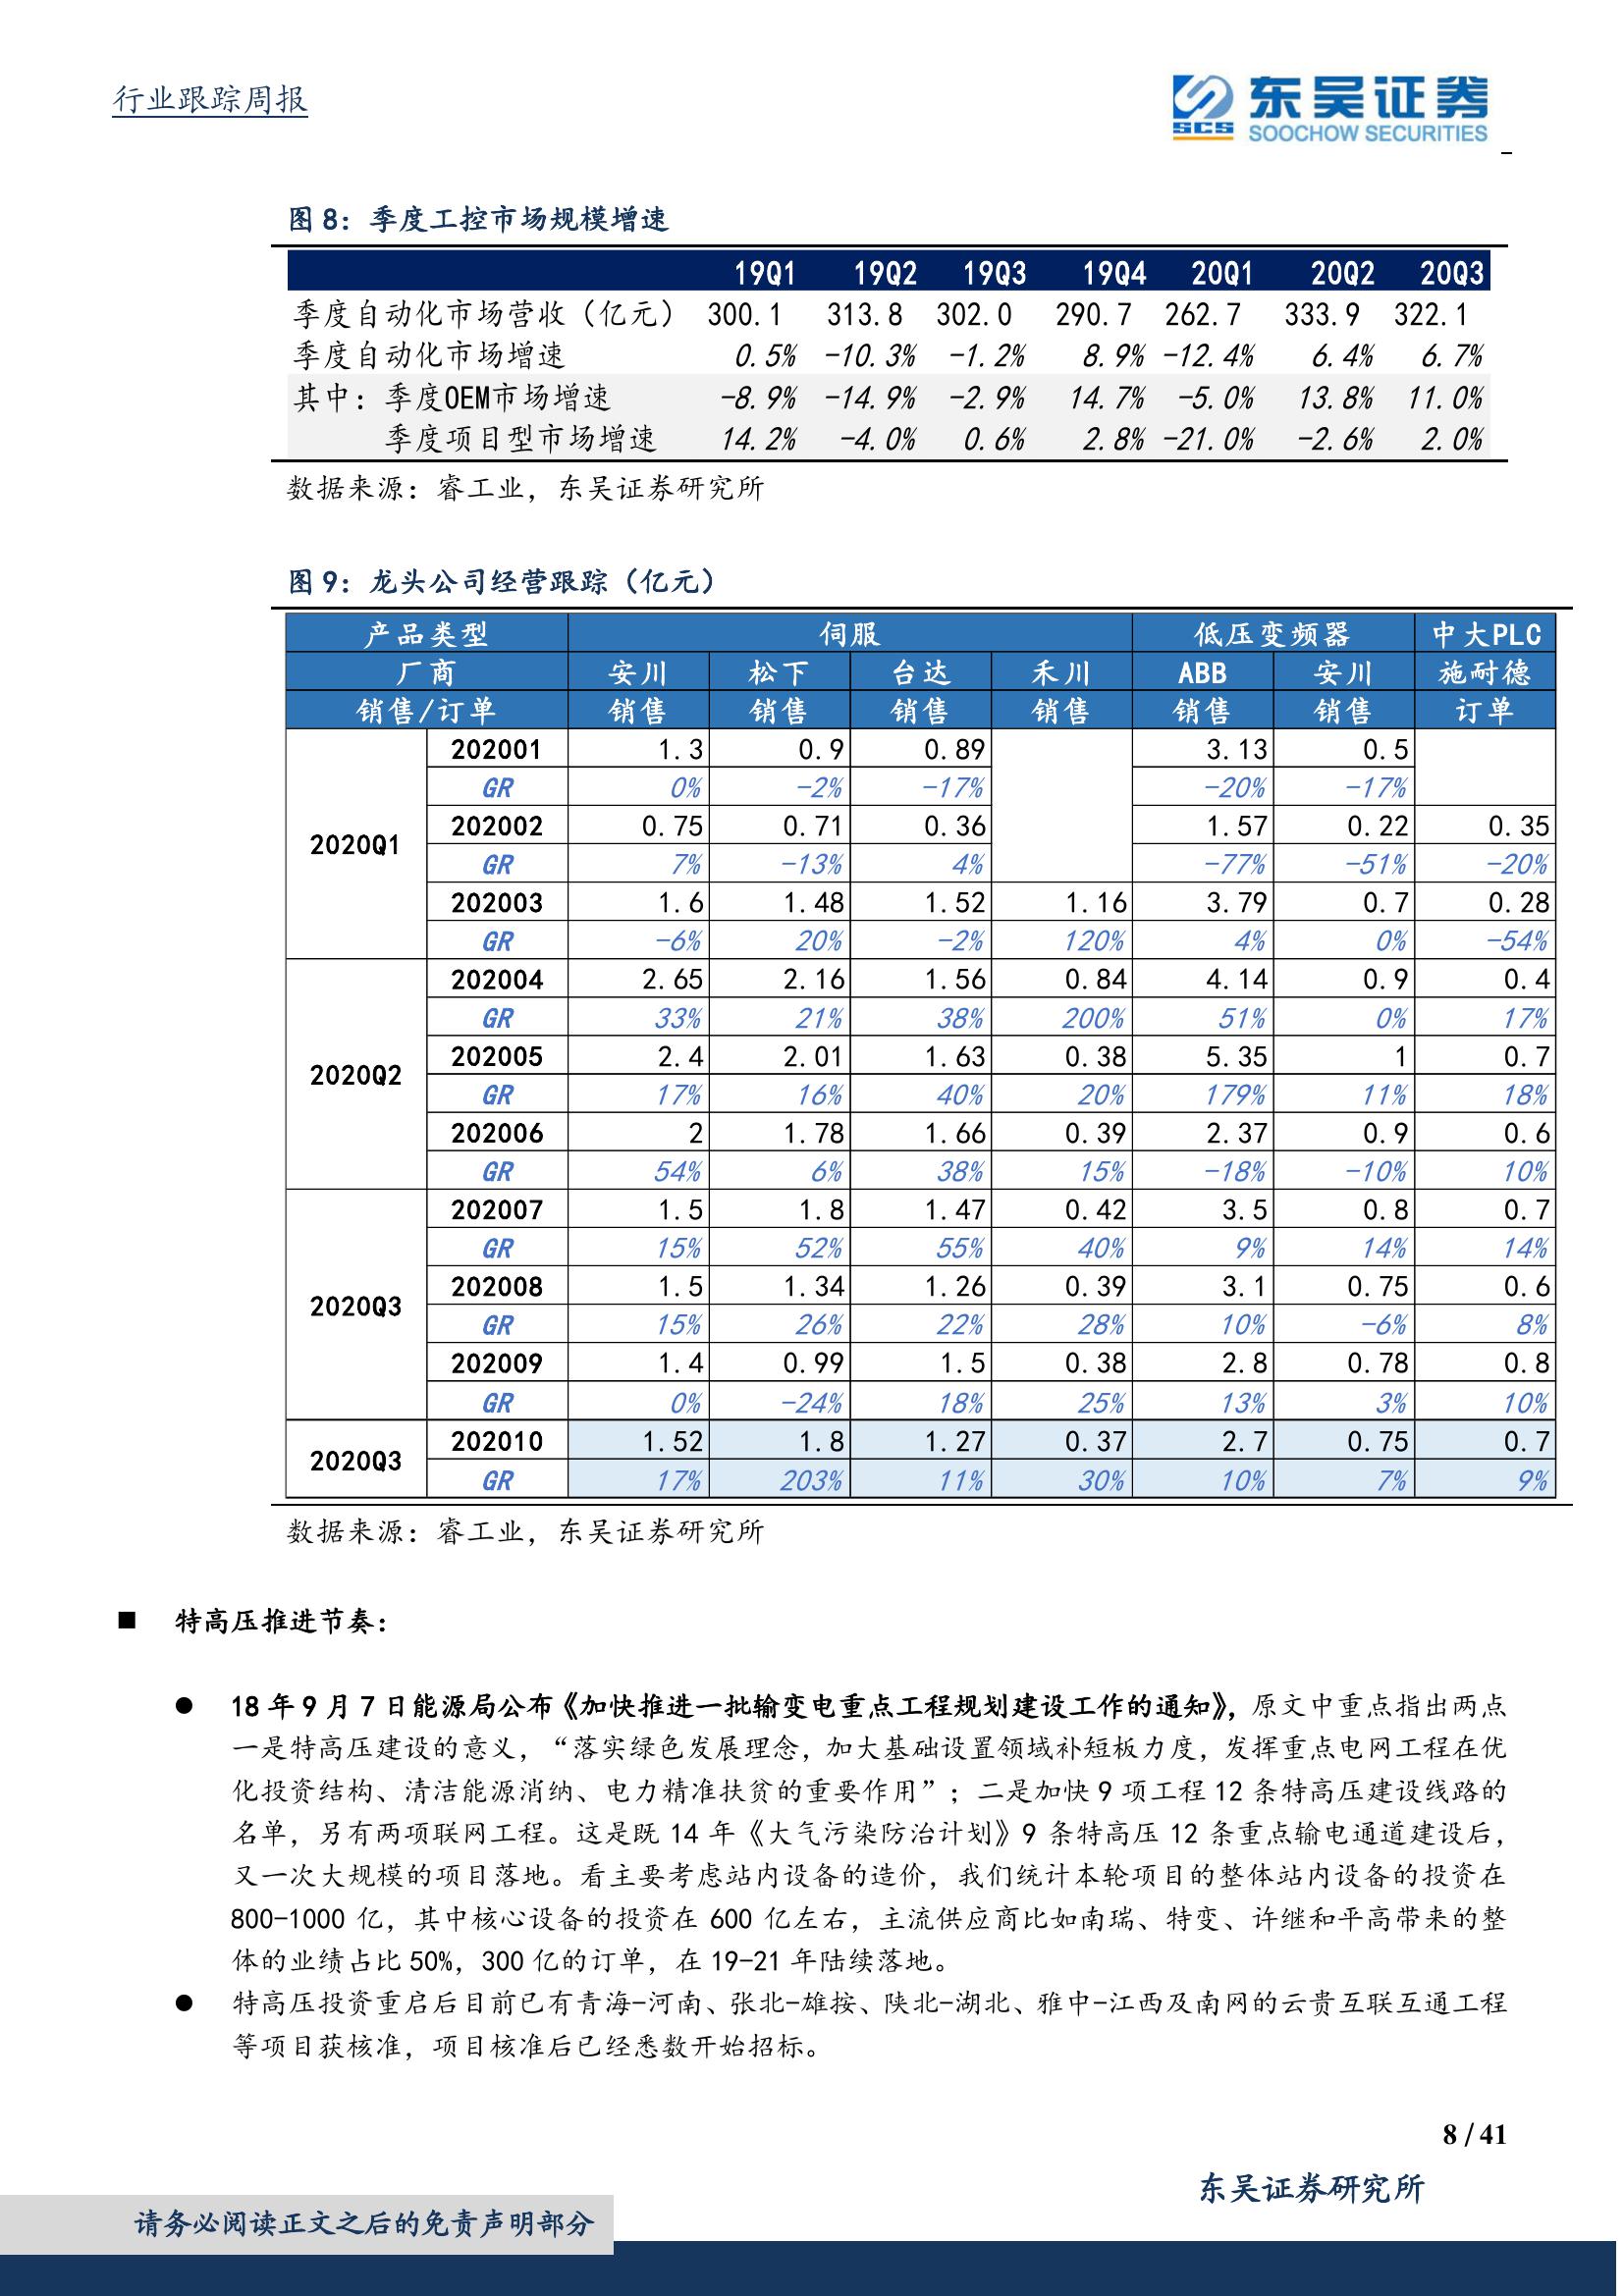 行业跟踪周报
SCS 东吴证券
SOOCHOW SECURITIES
图 8：季度工控市场规模增速
19Q1 19Q2 19Q3 19Q4 20Q1 20Q2 20Q3
季度自动化市场营收（亿元） 300.1 313.8 302.0 290.7 262.7 333.9 322.1
季度自动化市场增速 0.5% -10.3% -1.2% 8.9% -12.4% 6.4% 6.7%
其中：季度OEM市场增速 -8.9% -14.9% -2.9% 14.7% -5.0% 13.8% 11.0%
季度项目型市场增速 14.2% -4.0% 0.6% 2.8% -21.0% -2.6% 2.0%
数据来源：睿工业，东吴证券研究所
图 9：龙头公司经营跟踪（亿元）
产品类型 伺服 低压变频器 中大PLC
厂商 安川 松下 台达 禾川 ABB 安川 施耐德
销售/订单 销售 销售 销售 销售 销售 销售 订单
2020Q1
202001 1.3 0.9 0.89 3.13 0.5
GR 0% -2% -17% -20% -17%
202002 0.75 0.71 0.36 1.57 0.22 0.35
GR 7% -13% 4% -77% -51% -20%
202003 1.6 1.48 1.52 1.16 3.79 0.7 0.28
GR -6% 20% -2% 120% 4% 0% -54%
2020Q2
202004 2.65 2.16 1.56 0.84 4.14 0.9 0.4
GR 33% 21% 38% 200% 51% 0% 17%
202005 2.4 2.01 1.63 0.38 5.35 1 0.7
GR 17% 16% 40% 20% 179% 11% 18%
202006 2 1.78 1.66 0.39 2.37 0.9 0.6
GR 54% 6% 38% 15% -18% -10% 10%
2020Q3
202007 1.5 1.8 1.47 0.42 3.5 0.8 0.7
GR 15% 52% 55% 40% 9% 14% 14%
202008 1.5 1.34 1.26 0.39 3.1 0.75 0.6
GR 15% 26% 22% 28% 10% -6% 8%
202009 1.4 0.99 1.5 0.38 2.8 0.78 0.8
GR 0% -24% 18% 25% 13% 3% 10%
2020Q3
202010 1.52 1.8 1.27 0.37 2.7 0.75 0.7
GR 17% 203% 11% 30% 10% 7% 9%
数据来源：睿工业，东吴证券研究所
■ 特高压推进节奏：
● 18 年 9 月 7 日能源局公布《加快推进一批输变电重点工程规划建设工作的通知》，原文中重点指出两点
一是特高压建设的意义，“落实绿色发展理念，加大基础设置领域补短板力度，发挥重点电网工程在优
化投资结构、清洁能源消纳、电力精准扶贫的重要作用”；二是加快 9 项工程 12 条特高压建设线路的
名单，另有两项联网工程。这是既 14 年《大气污染防治计划》9 条特高压 12 条重点输电通道建设后，
又一次大规模的项目落地。看主要考虑站内设备的造价，我们统计本轮项目的整体站内设备的投资在
800-1000 亿，其中核心设备的投资在 600 亿左右，主流供应商比如南瑞、特变、许继和平高带来的整
体的业绩占比 50%，300 亿的订单，在 19-21 年陆续落地。
● 特高压投资重启后目前已有青海-河南、张北-雄按、陕北-湖北、雅中-江西及南网的云贵互联互通工程
等项目获核准，项目核准后已经悉数开始招标。
8 / 41
东吴证券研究所
请务必阅读正文之后的免责声明部分